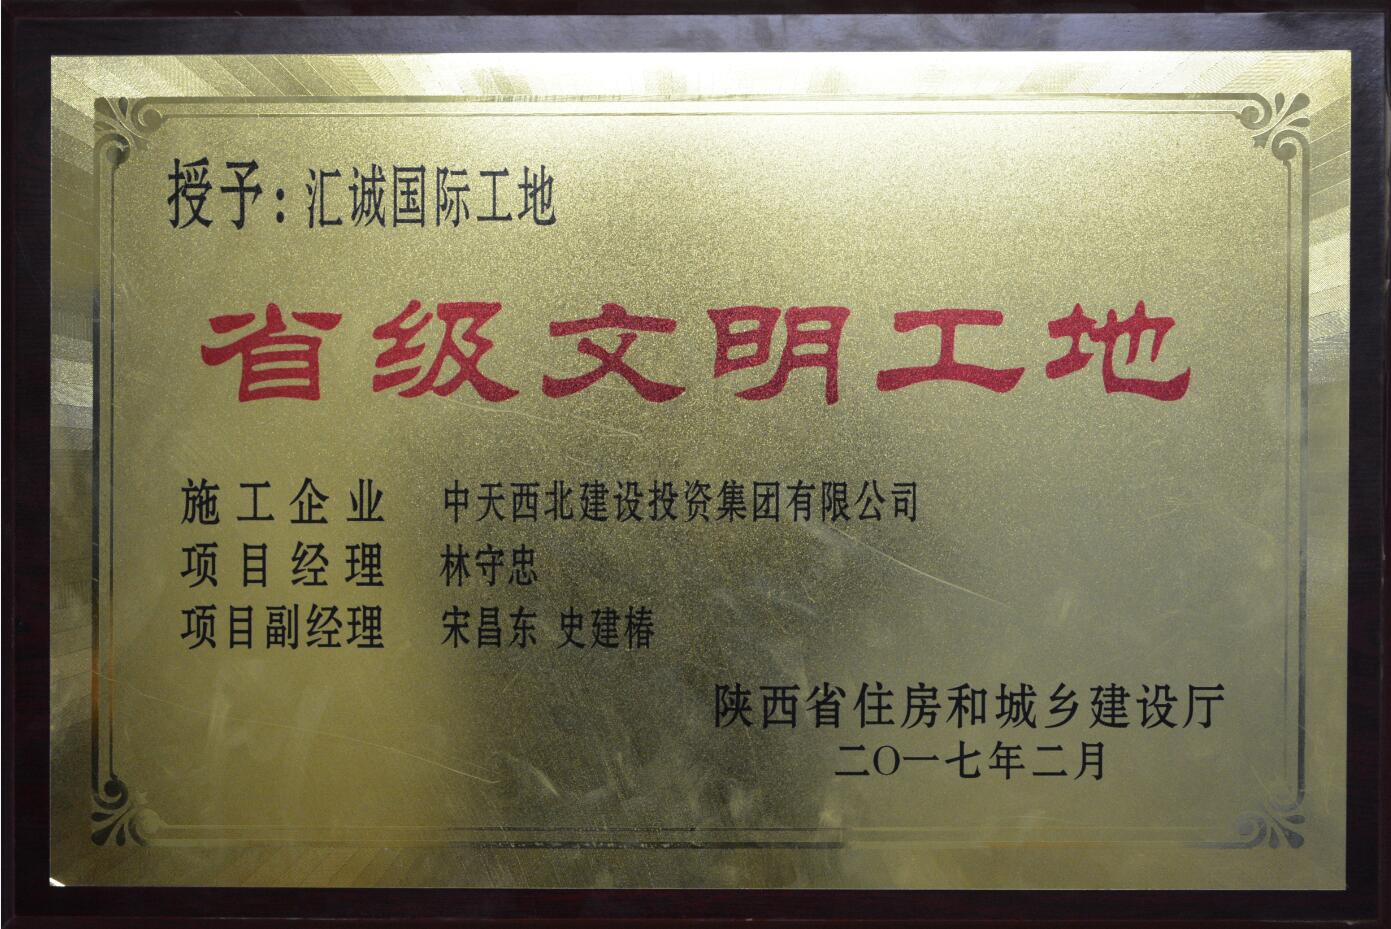 授予：汇诚国际工地
省级文明工地
施工企业 中天西北建设投资集团有限公司
项目经理 林守忠
项目副经理 宋昌东 史建椿
陕西省住房和城乡建设厅
二〇一七年二月